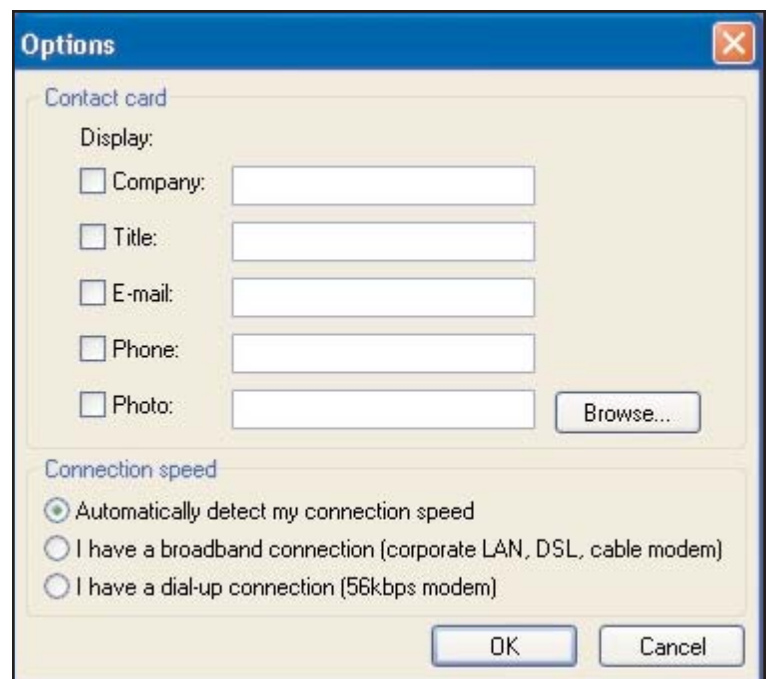 Options
Contact card
Display:
Company:
Title:
E-mail:
Phone:
Photo:
Browse...
Connection speed
Automatically detect my connection speed
I have a broadband connection (corporate LAN, DSL, cable modem)
I have a dial-up connection (56kbps modem)
OK Cancel